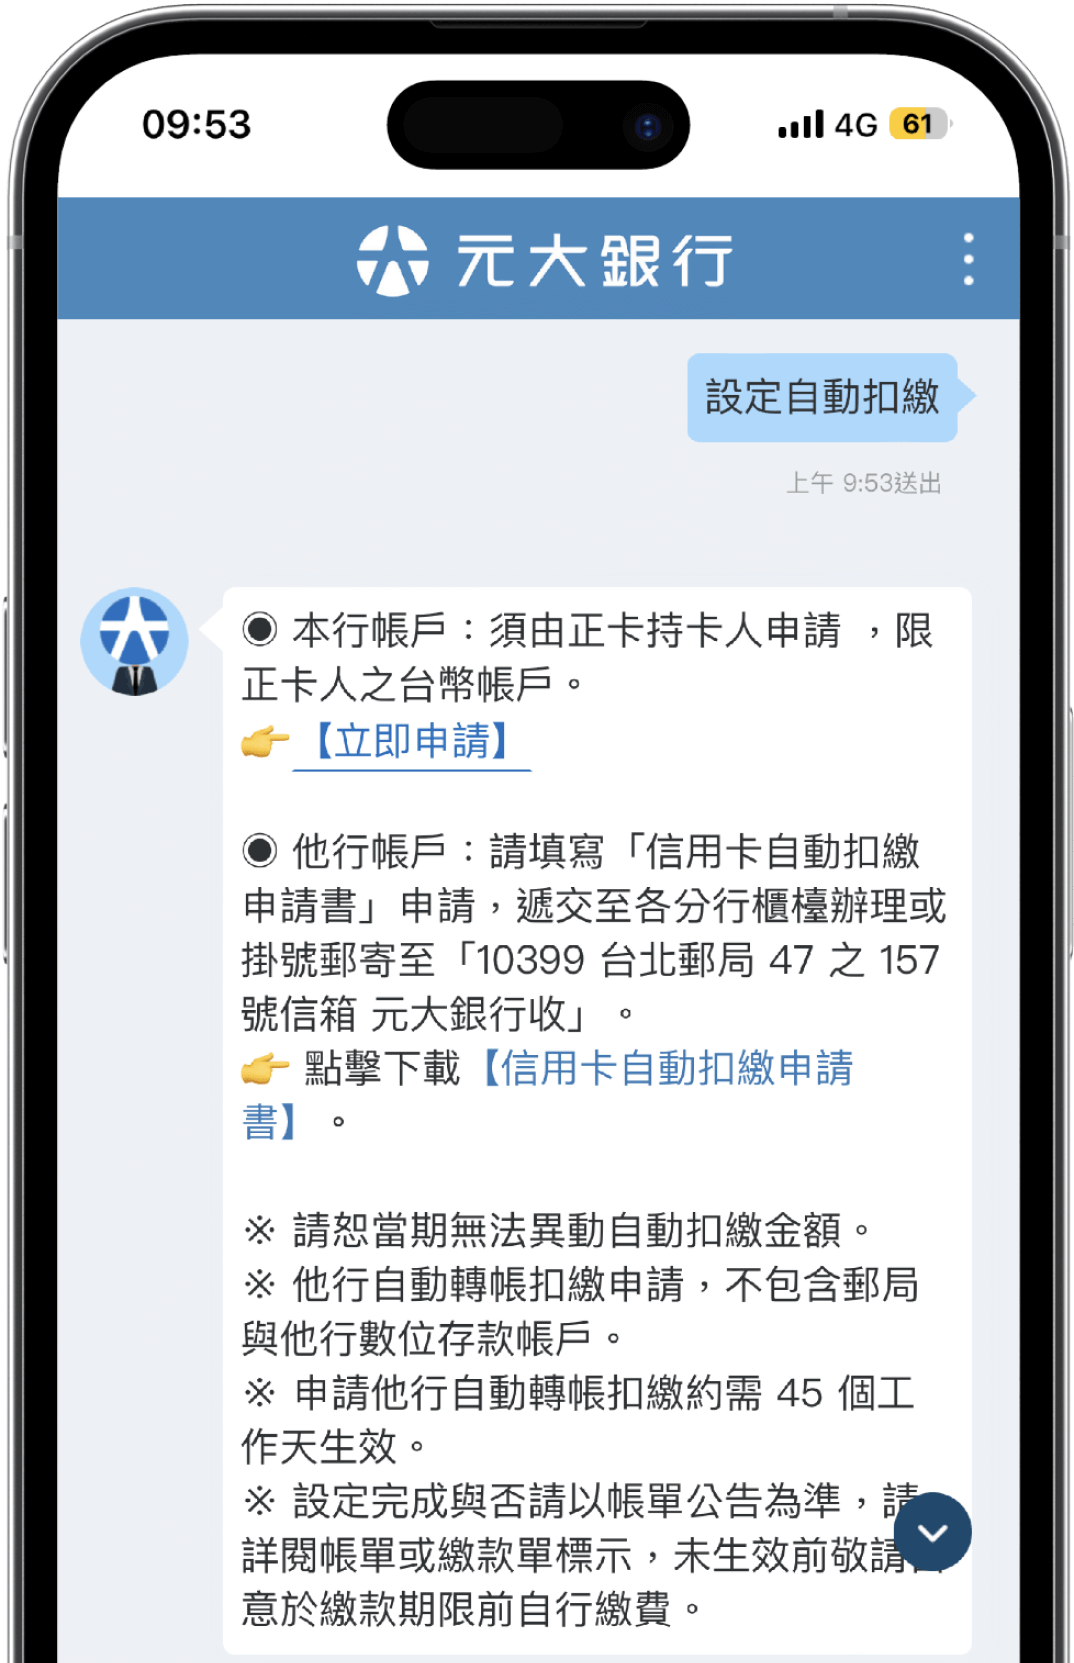 09:53
4G 61
元大銀行
設定自動扣繳
上午 9:53送出
◉ 本行帳戶：須由正卡持卡人申請 ，限
正卡人之台幣帳戶。
👉 【立即申請】
◉ 他行帳戶：請填寫「信用卡自動扣繳
申請書」申請，遞交至各分行櫃檯辦理或
掛號郵寄至「10399 台北郵局 47 之 157
號信箱 元大銀行收」。
👉 點擊下載【信用卡自動扣繳申請
書】 。
※ 請恕當期無法異動自動扣繳金額。
※ 他行自動轉帳扣繳申請，不包含郵局
與他行數位存款帳戶。
※ 申請他行自動轉帳扣繳約需 45 個工
作天生效。
※ 設定完成與否請以帳單公告為準，請
詳閱帳單或繳款單標示，未生效前敬請
意於繳款期限前自行繳費。